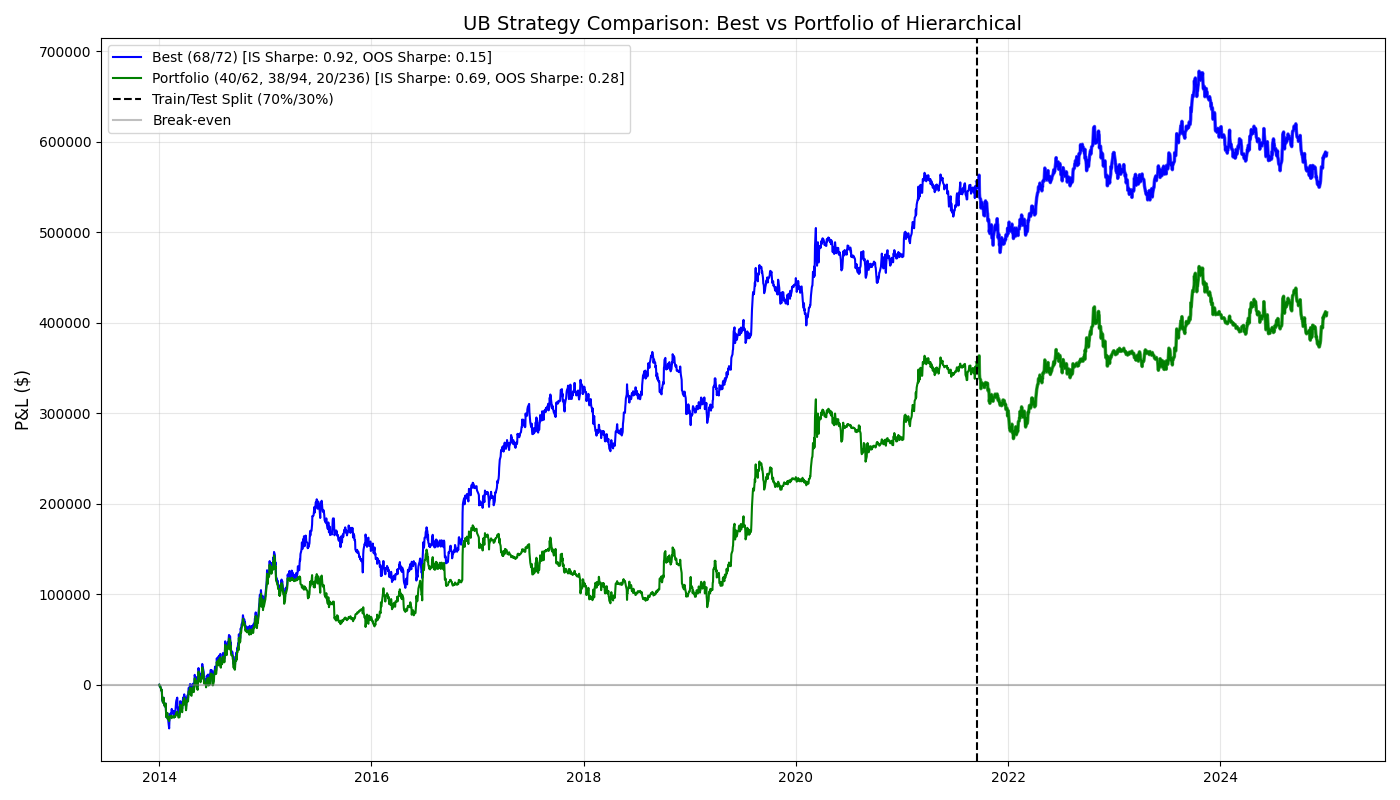 UB Strategy Comparison: Best vs Portfolio of Hierarchical
Best (68/72) [IS Sharpe: 0.92, OOS Sharpe: 0.15]
Portfolio (40/62, 38/94, 20/236) [IS Sharpe: 0.69, OOS Sharpe: 0.28]
Train/Test Split (70%/30%)
Break-even
P&L ($)
700000
600000
500000
400000
300000
200000
100000
0
2014 2016 2018 2020 2022 2024